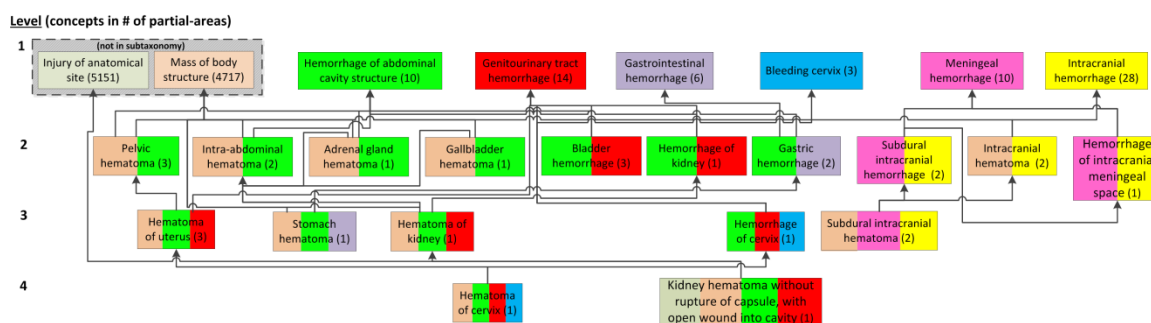 Level (concepts in # of partial-areas)
1
(not in subtaxonomy)
Injury of anatomical
site (5151)
Mass of body
structure (4717)
Hemorrhage of abdominal
cavity structure (10)
Genitourinary tract
hemorrhage (14)
Gastrointestinal
hemorrhage (6)
Bleeding cervix (3)
Meningeal
hemorrhage (10)
Intracranial
hemorrhage (28)
2
Pelvic
hematoma (3)
Intra-abdominal
hematoma (2)
Adrenal gland
hematoma (1)
Gallbladder
hematoma (1)
Bladder
hemorrhage (3)
Hemorrhage of
kidney (1)
Gastric
hemorrhage (2)
Subdural
intracranial
hemorrhage
(2)
Intracranial
hematoma (2)
Hemorrhage
of intracranial
meningeal
space (1)
3
Hematoma
of uterus (3)
Stomach
hematoma (1)
Hematoma of
kidney (1)
Hemorrhage
of cervix (1)
Subdural intracranial
hematoma (2)
4
Hematoma
of cervix (1)
Kidney hematoma without
rupture of capsule, with
open wound into cavity (1)